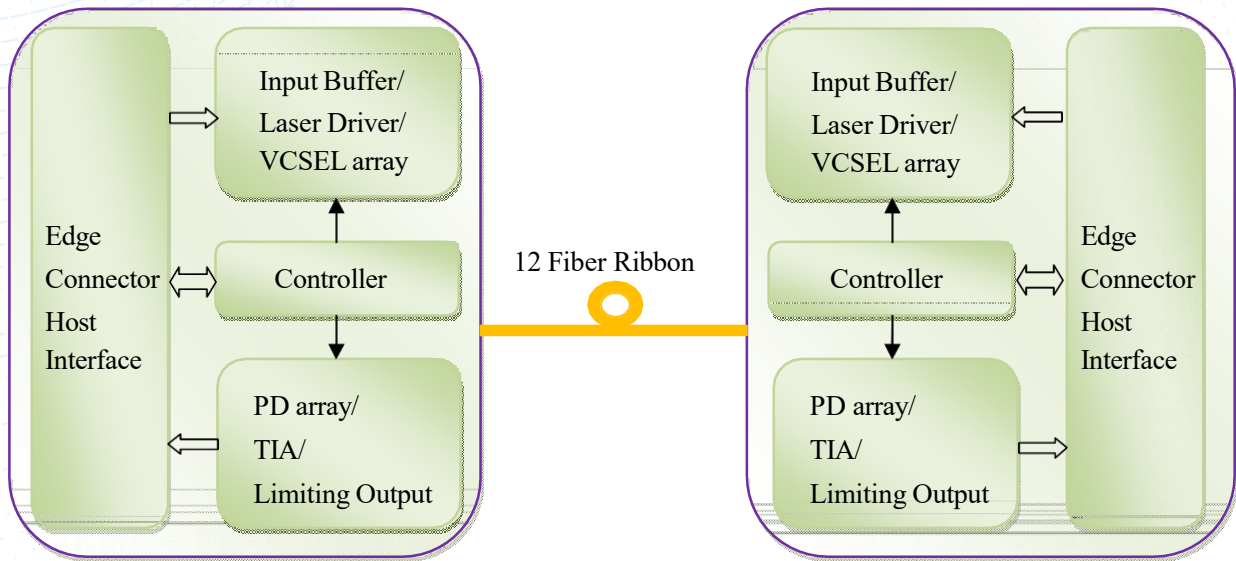 Input Buffer/
Laser Driver/
VCSEL array
Edge
Connector
Host
Interface
Controller
PD array/
TIA/
Limiting Output
12 Fiber Ribbon
Input Buffer/
Laser Driver/
VCSEL array
Controller
Edge
Connector
Host
Interface
PD array/
TIA/
Limiting Output